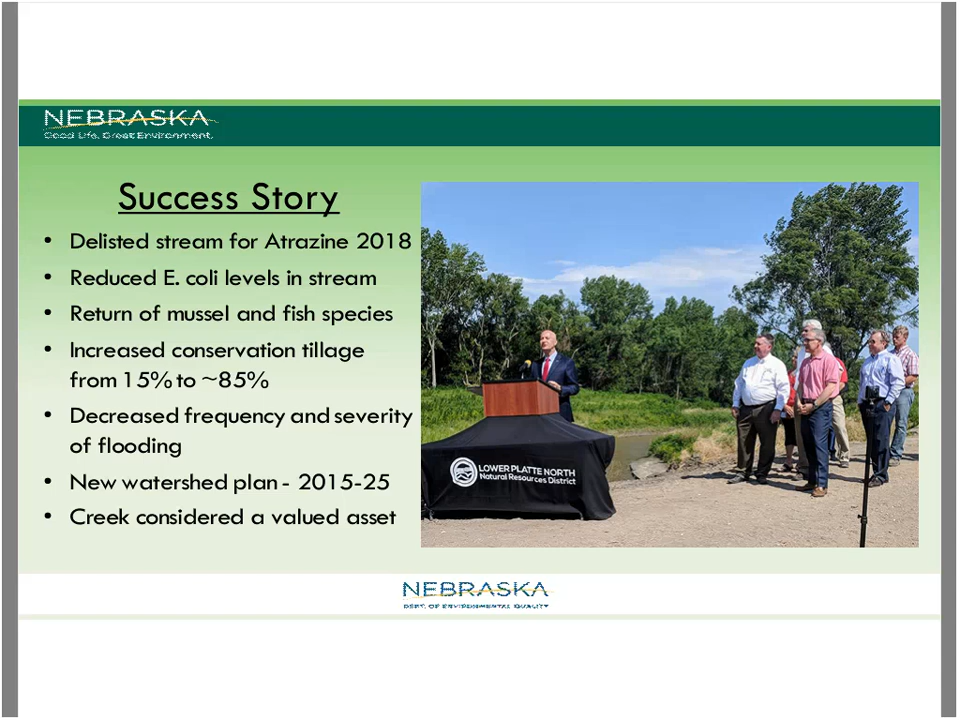 NEBRASKA
Good Life. Great Environment.
Success Story
• Delisted stream for Atrazine 2018
• Reduced E. coli levels in stream
• Return of mussel and fish species
• Increased conservation tillage
from 15% to ~85%
• Decreased frequency and severity
of flooding
• New watershed plan - 2015-25
• Creek considered a valued asset
LOWER PLATTE NORTH
Natural Resources District
NEBRASKA
DEPT. OF ENVIRONMENTAL QUALITY